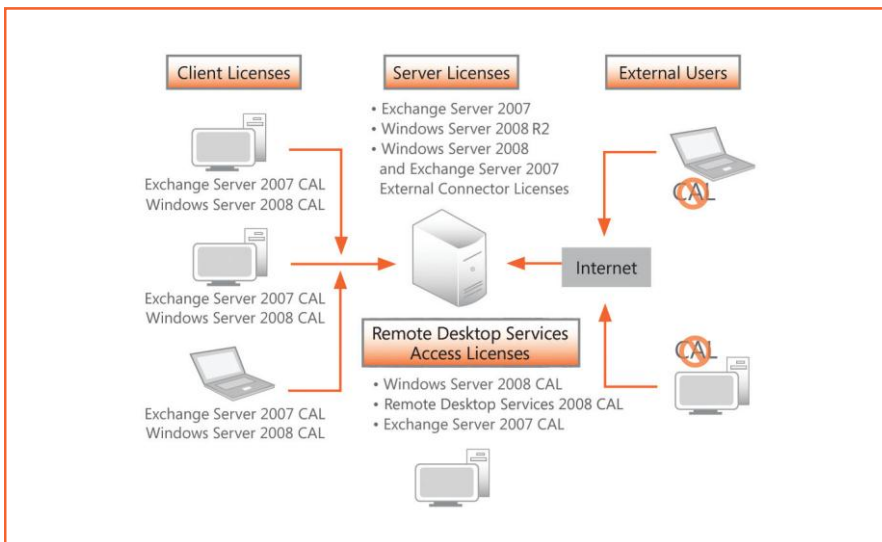 Client Licenses
Exchange Server 2007 CAL
Windows Server 2008 CAL
Exchange Server 2007 CAL
Windows Server 2008 CAL
Exchange Server 2007 CAL
Windows Server 2008 CAL
Server Licenses
• Exchange Server 2007
• Windows Server 2008 R2
• Windows Server 2008
and Exchange Server 2007
External Connector Licenses
Remote Desktop Services
Access Licenses
• Windows Server 2008 CAL
• Remote Desktop Services 2008 CAL
• Exchange Server 2007 CAL
External Users
CAL
Internet
CAL